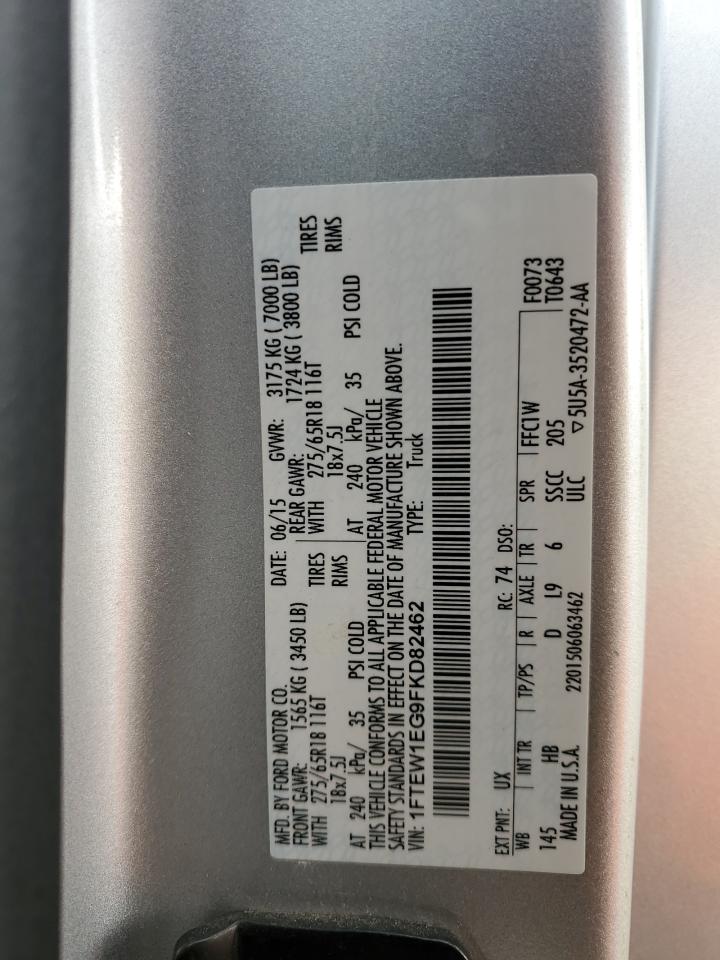 MFD. BY FORD MOTOR CO. DATE: 06/15 GVWR: 3175 KG ( 7000 LB)
FRONT GAWR: 1565 KG ( 3450 LB) REAR GAWR: 1724 KG ( 3800 LB)
WITH 275/65R18 116T TIRES WITH 275/65R18 116T TIRES
18x7.5J RIMS 18x7.5J RIMS
AT 240 kPa/ 35 PSI COLD AT 240 kPa/ 35 PSI COLD
THIS VEHICLE CONFORMS TO ALL APPLICABLE FEDERAL MOTOR VEHICLE
SAFETY STANDARDS IN EFFECT ON THE DATE OF MANUFACTURE SHOWN ABOVE.
VIN: 1FTEW1EG9FKD82462 TYPE: Truck
EXT PNT: UX RC: 74 DSO: F0073
WB INT TR TP/PS R AXLE TR SPR FFC1W T0643
145 HB D L9 6 SSCC 205
MADE IN U.S.A. 2201506063462 ULC ▽5U5A-3520472-AA